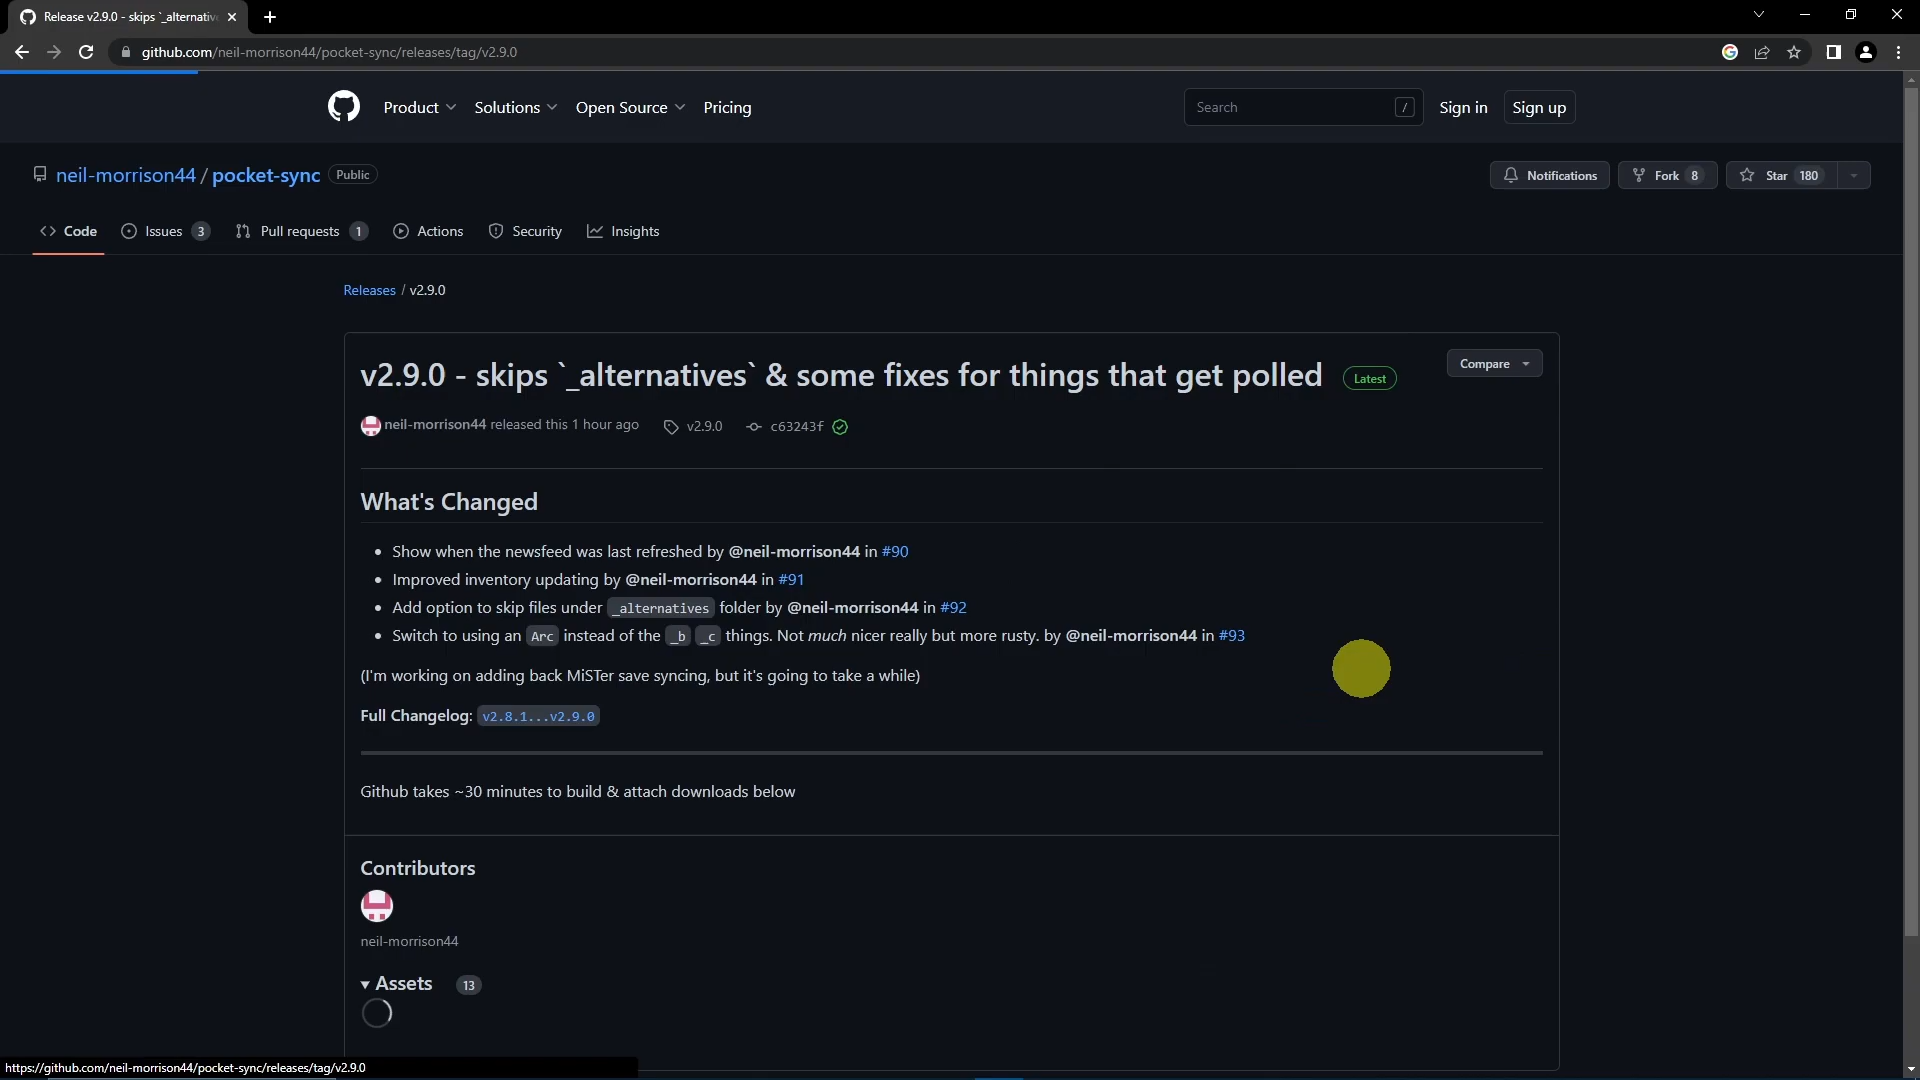 Release v2.9.0 - skips `_alternativ
github.com/neil-morrison44/pocket-sync/releases/tag/v2.9.0
Product Solutions Open Source Pricing Search / Sign in Sign up
neil-morrison44 / pocket-sync Public Notifications Fork 8 Star 180
Code Issues 3 Pull requests 1 Actions Security Insights
Releases / v2.9.0
v2.9.0 - skips `_alternatives` & some fixes for things that get polled Latest Compare
neil-morrison44 released this 1 hour ago v2.9.0 c63243f
What's Changed
• Show when the newsfeed was last refreshed by @neil-morrison44 in #90
• Improved inventory updating by @neil-morrison44 in #91
• Add option to skip files under _alternatives folder by @neil-morrison44 in #92
• Switch to using an Arc instead of the _b _c things. Not much nicer really but more rusty. by @neil-morrison44 in #93
(I'm working on adding back MiSTer save syncing, but it's going to take a while)
Full Changelog: v2.8.1...v2.9.0
Github takes ~30 minutes to build & attach downloads below
Contributors
neil-morrison44
Assets 13
https://github.com/neil-morrison44/pocket-sync/releases/tag/v2.9.0